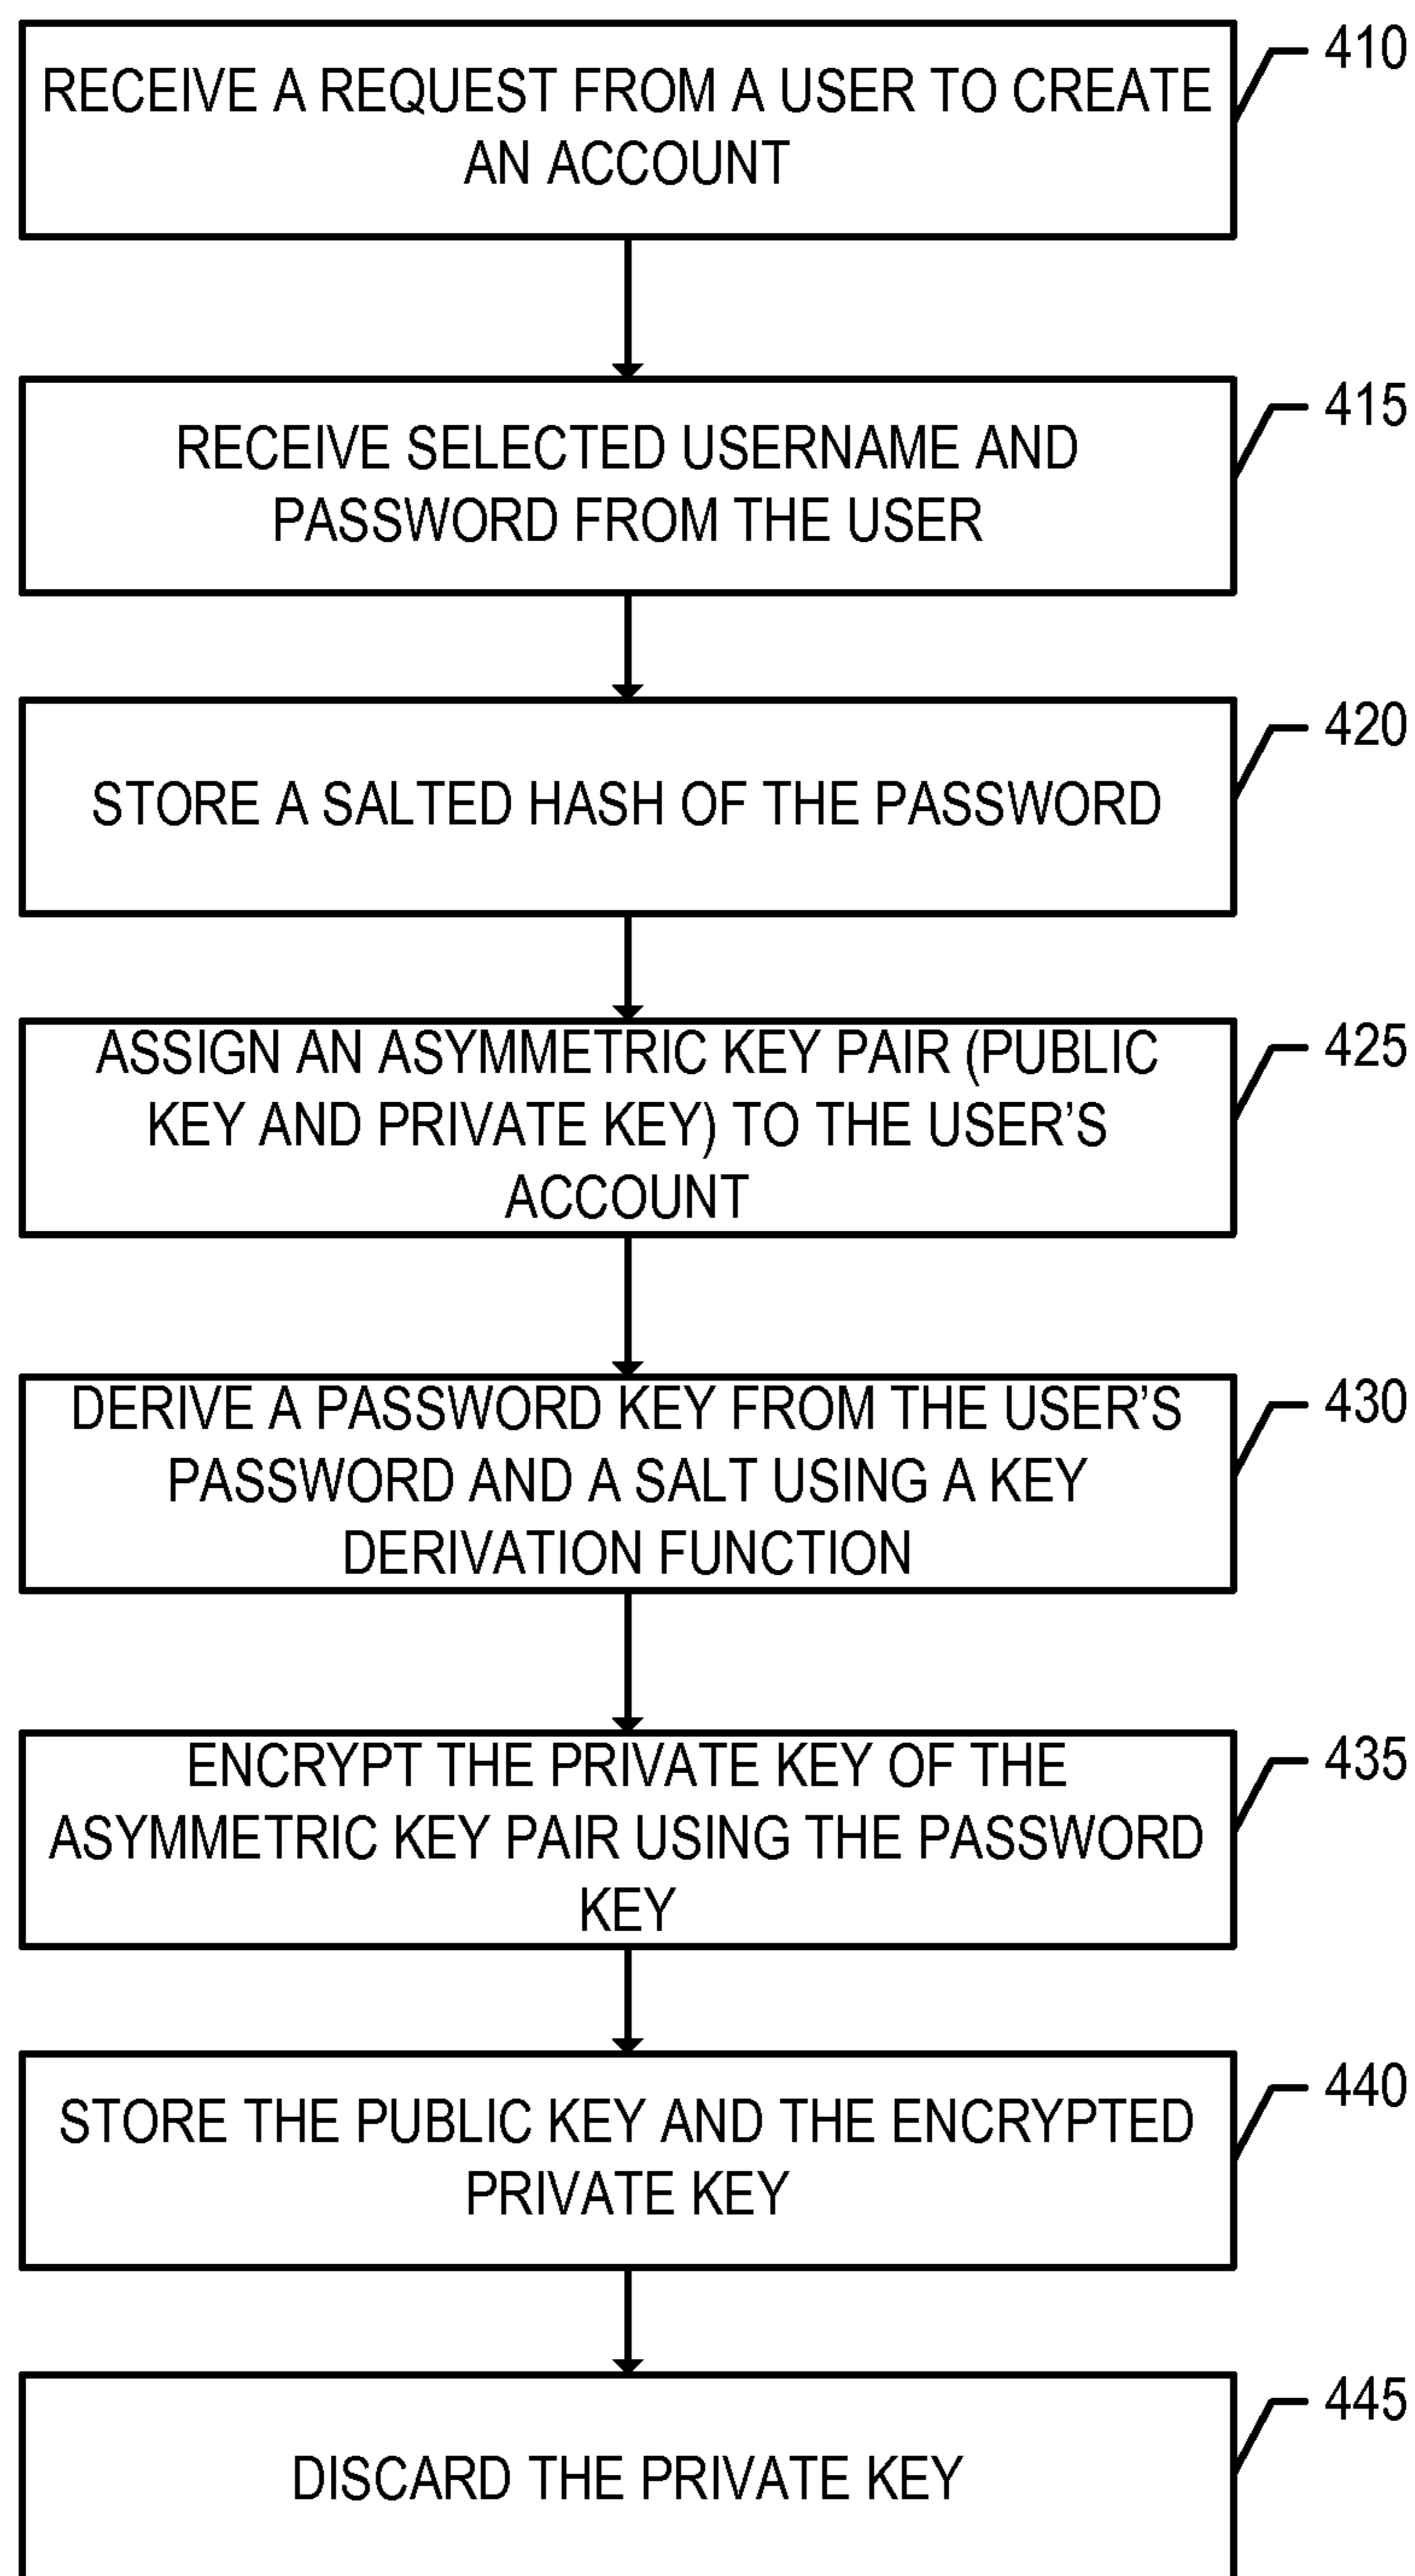 410
RECEIVE A REQUEST FROM A USER TO CREATE
AN ACCOUNT
415
RECEIVE SELECTED USERNAME AND
PASSWORD FROM THE USER
420
STORE A SALTED HASH OF THE PASSWORD
425
ASSIGN AN ASYMMETRIC KEY PAIR (PUBLIC
KEY AND PRIVATE KEY) TO THE USER’S
ACCOUNT
430
DERIVE A PASSWORD KEY FROM THE USER’S
PASSWORD AND A SALT USING A KEY
DERIVATION FUNCTION
435
ENCRYPT THE PRIVATE KEY OF THE
ASYMMETRIC KEY PAIR USING THE PASSWORD
KEY
440
STORE THE PUBLIC KEY AND THE ENCRYPTED
PRIVATE KEY
445
DISCARD THE PRIVATE KEY